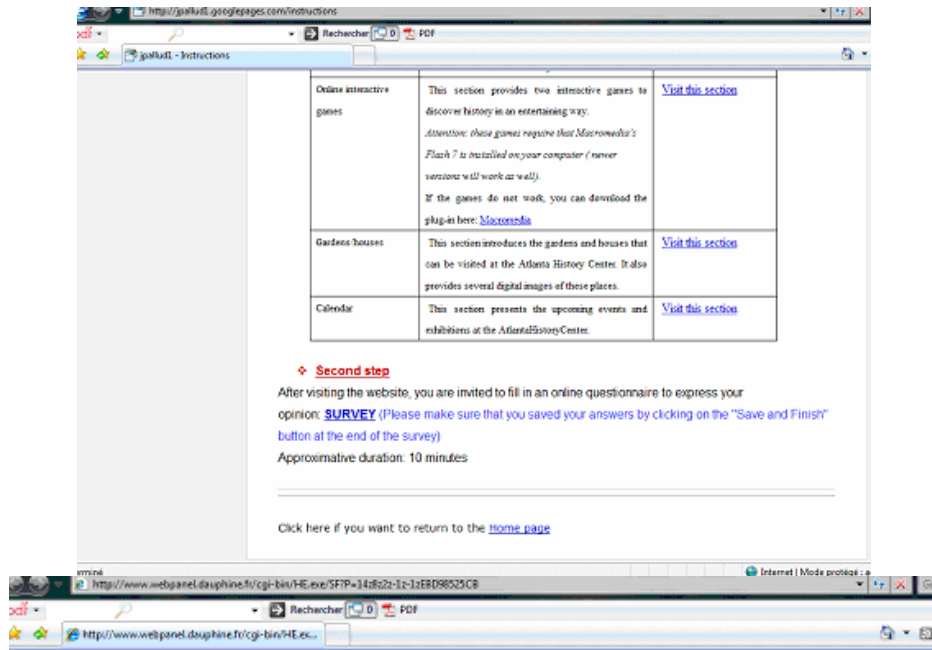 http://jpallud1.googlepages.com/instructions
pdf Rechercher 0 PDF
jpallud1 - Instructions
Online interactive games This section provides two interactive games to Visit this section
discover history in an entertaining way.
Attention: these games require that Macromedia's
Flash 7 is installed on your computer ( newer
versions will work as well).
If the games do not work, you can download the
plug-in here: Macromedia
Gardens/houses This section introduces the gardens and houses that Visit this section
can be visited at the Atlanta History Center. It also
provides several digital images of these places.
Calendar This section presents the upcoming events and Visit this section
exhibitions at the AtlantaHistoryCenter.
Second step
After visiting the website, you are invited to fill in an online questionnaire to express your
opinion: SURVEY (Please make sure that you saved your answers by clicking on the "Save and Finish"
button at the end of the survey)
Approximative duration: 10 minutes
Click here if you want to return to the Home page
erminé Internet | Mode protégé : a
http://www.webpanel.dauphine.fr/cgi-bin/HE.exe/SF?P=14z8z2z-1z-1zEBD98525CB G
pdf Rechercher 0 PDF
http://www.webpanel.dauphine.fr/cgi-bin/HE.ex...